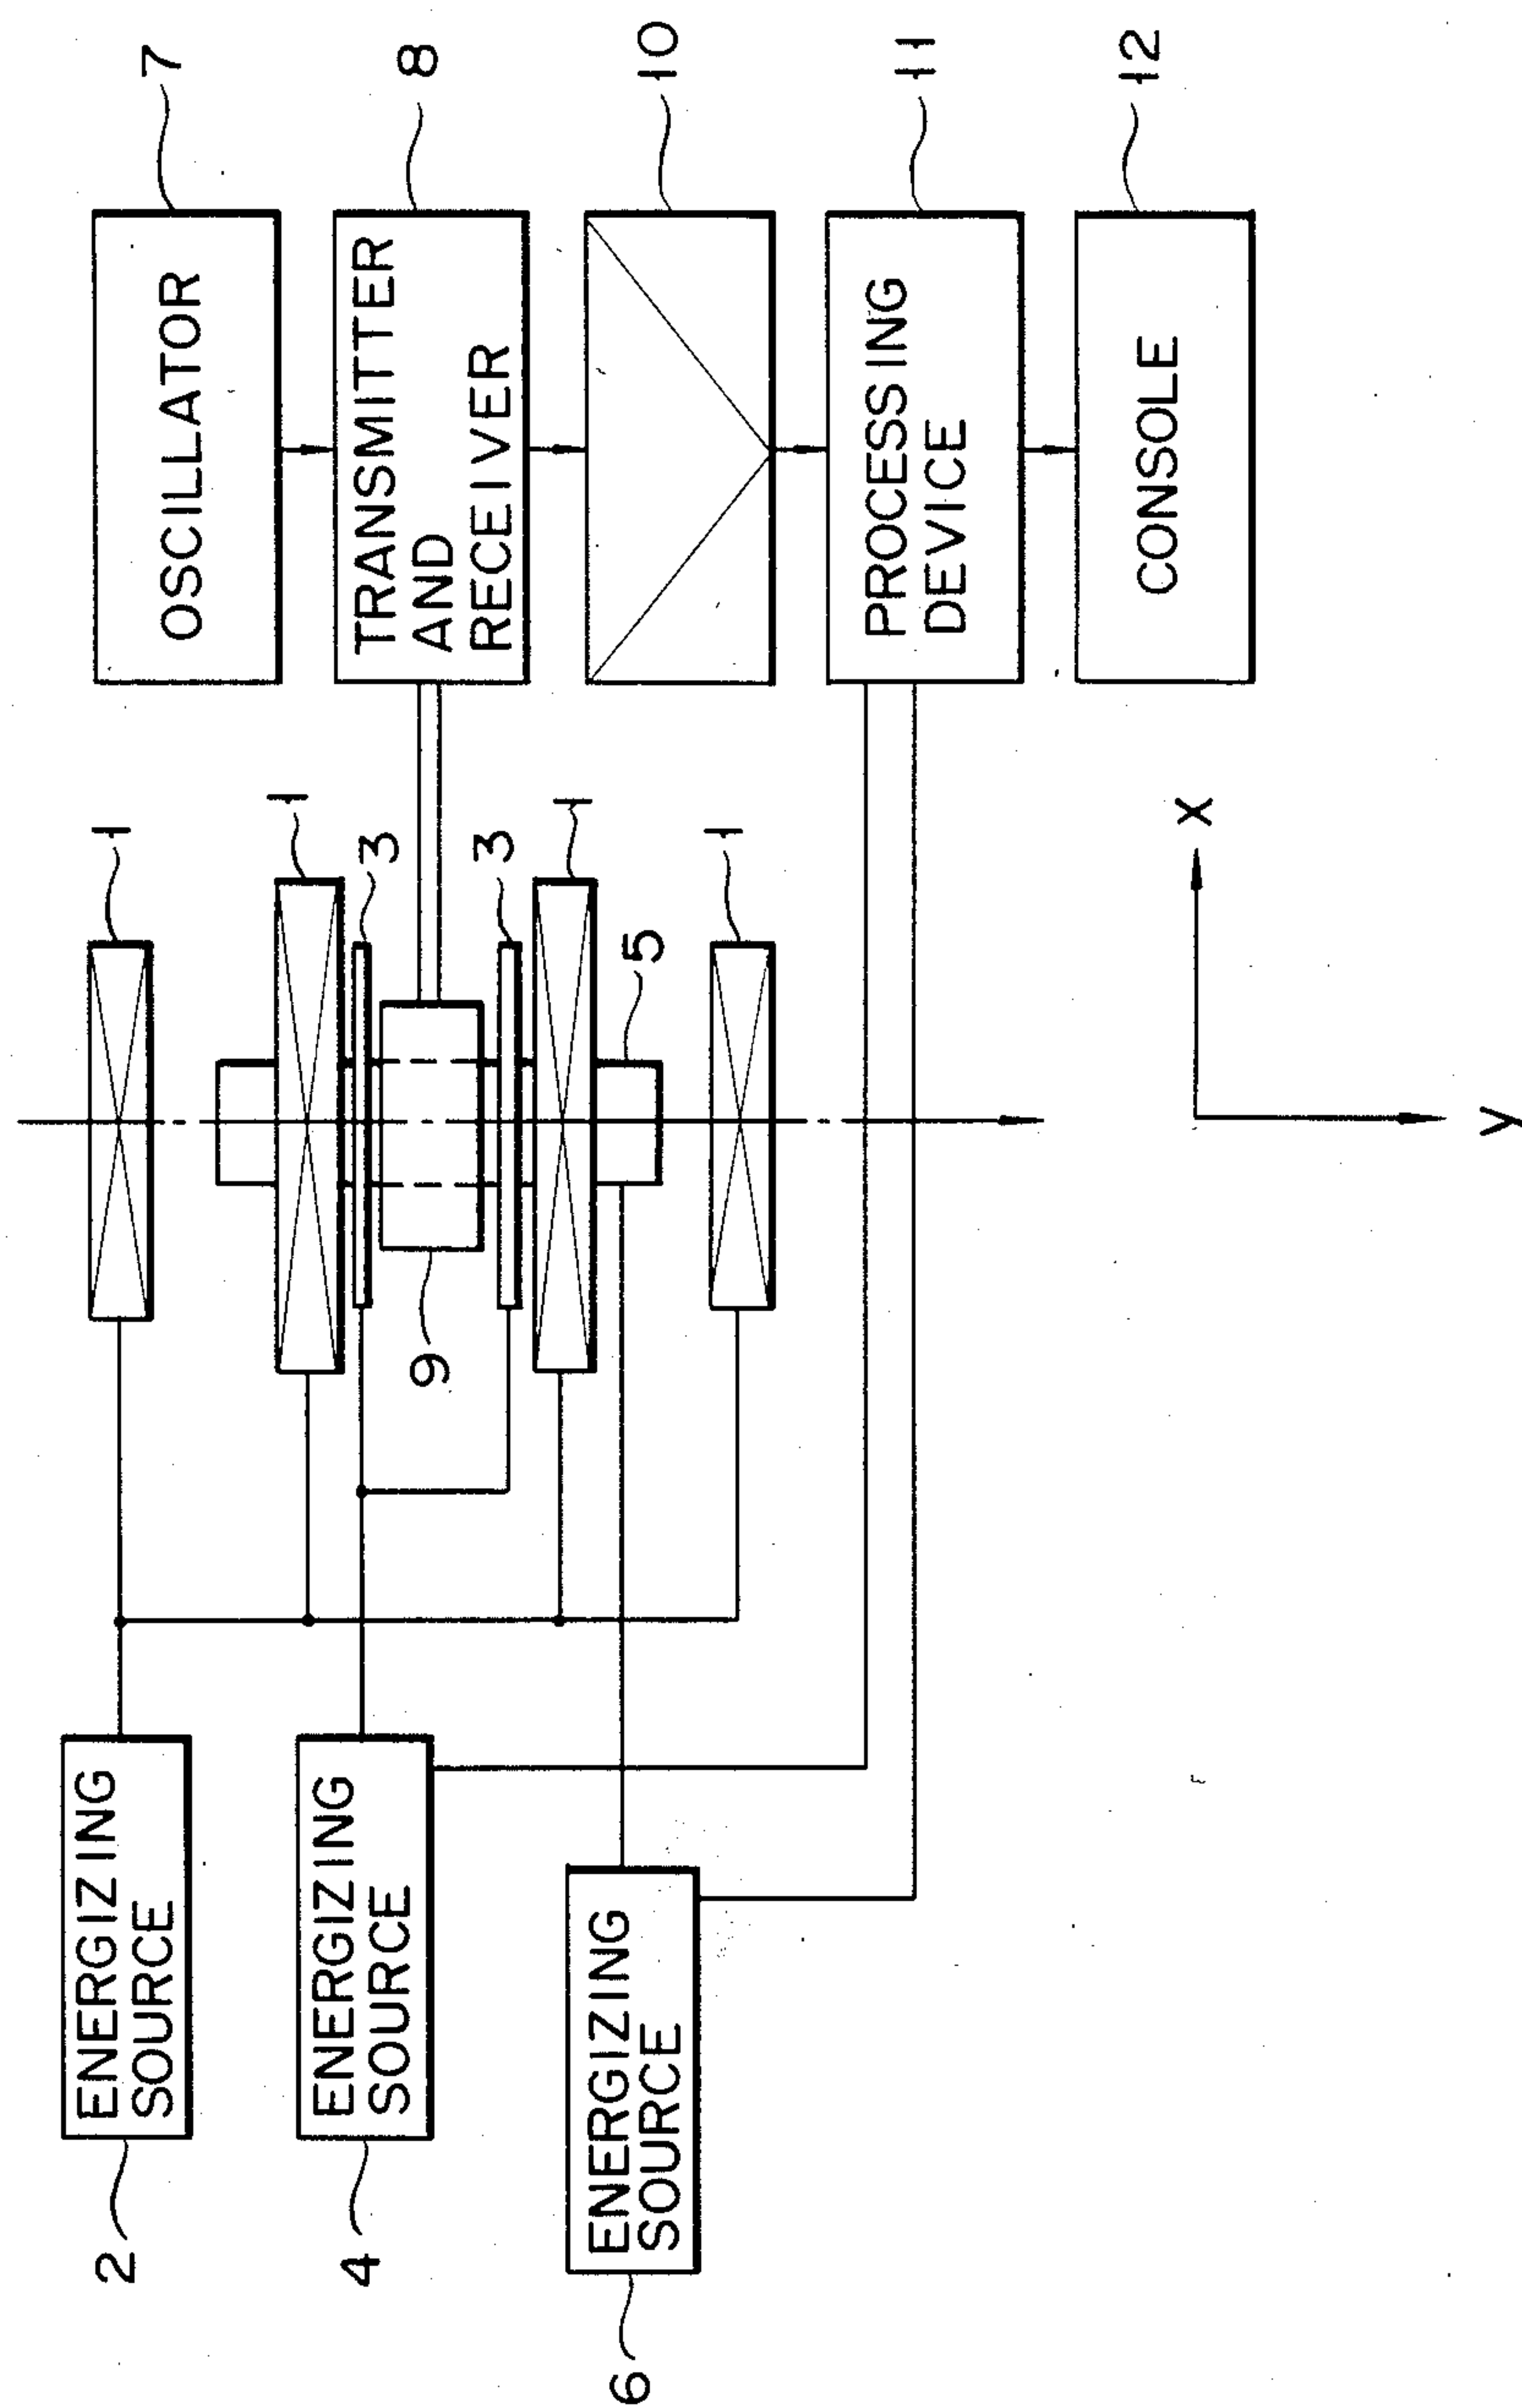 7
8
10
11
12
OSCILLATOR
TRANSMITTER
AND
RECEIVER
PROCESSING
DEVICE
CONSOLE
1
1
3
3
1
5
1
9
X
y
ENERGIZING
SOURCE
2
ENERGIZING
SOURCE
4
ENERGIZING
SOURCE
6